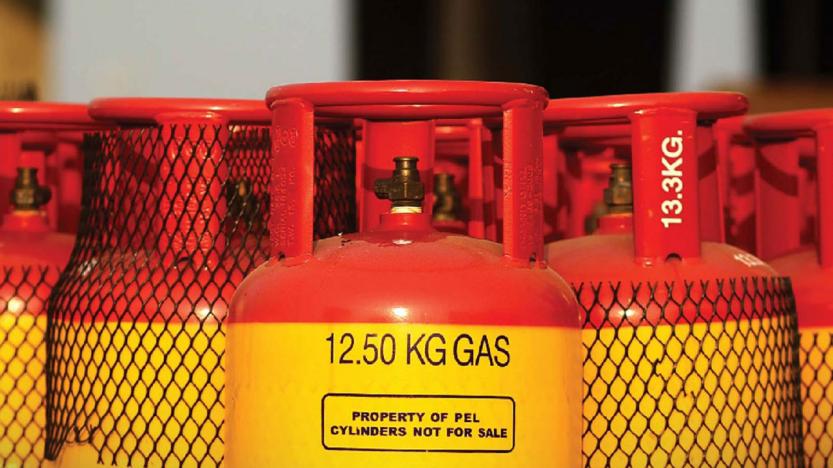 13.3KG.
12.50 KG GAS
PROPERTY OF PEL
CYLINDERS NOT FOR SALE